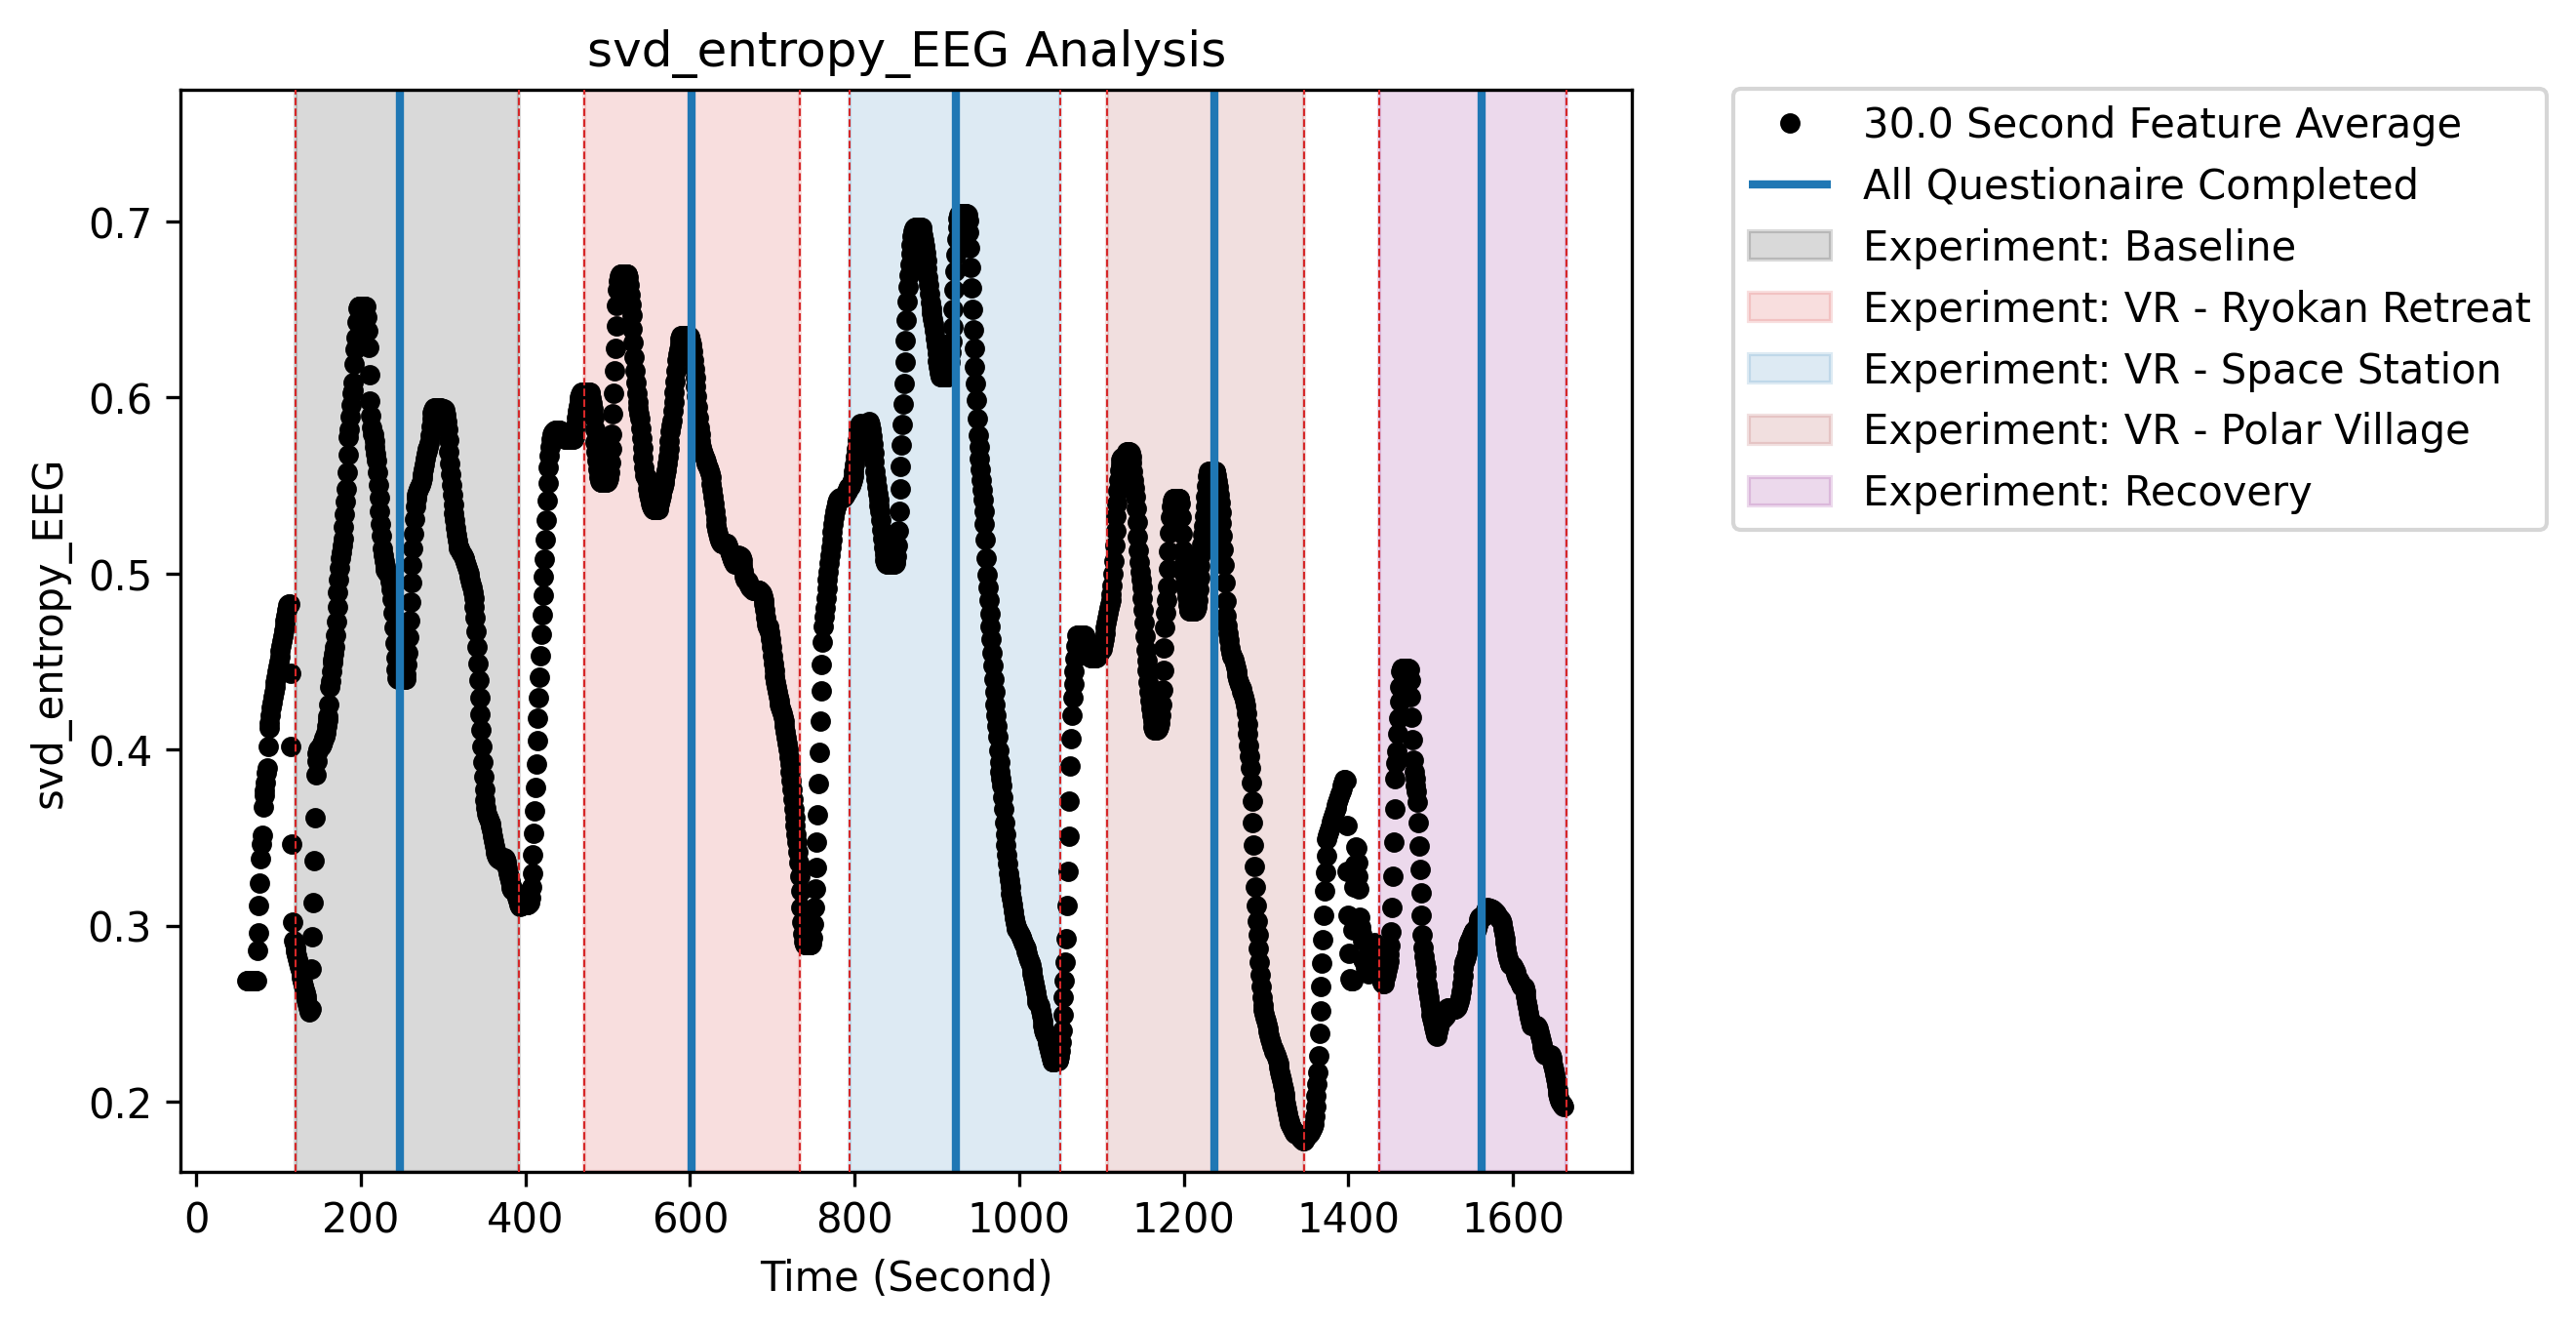 svd_entropy_EEG Analysis
svd_entropy_EEG
0.7
0.6
0.5
0.4
0.3
0.2
0
200
400
600
800
1000
1200
1400
1600
Time (Second)
30.0 Second Feature Average
All Questionaire Completed
Experiment: Baseline
Experiment: VR - Ryokan Retreat
Experiment: VR - Space Station
Experiment: VR - Polar Village
Experiment: Recovery